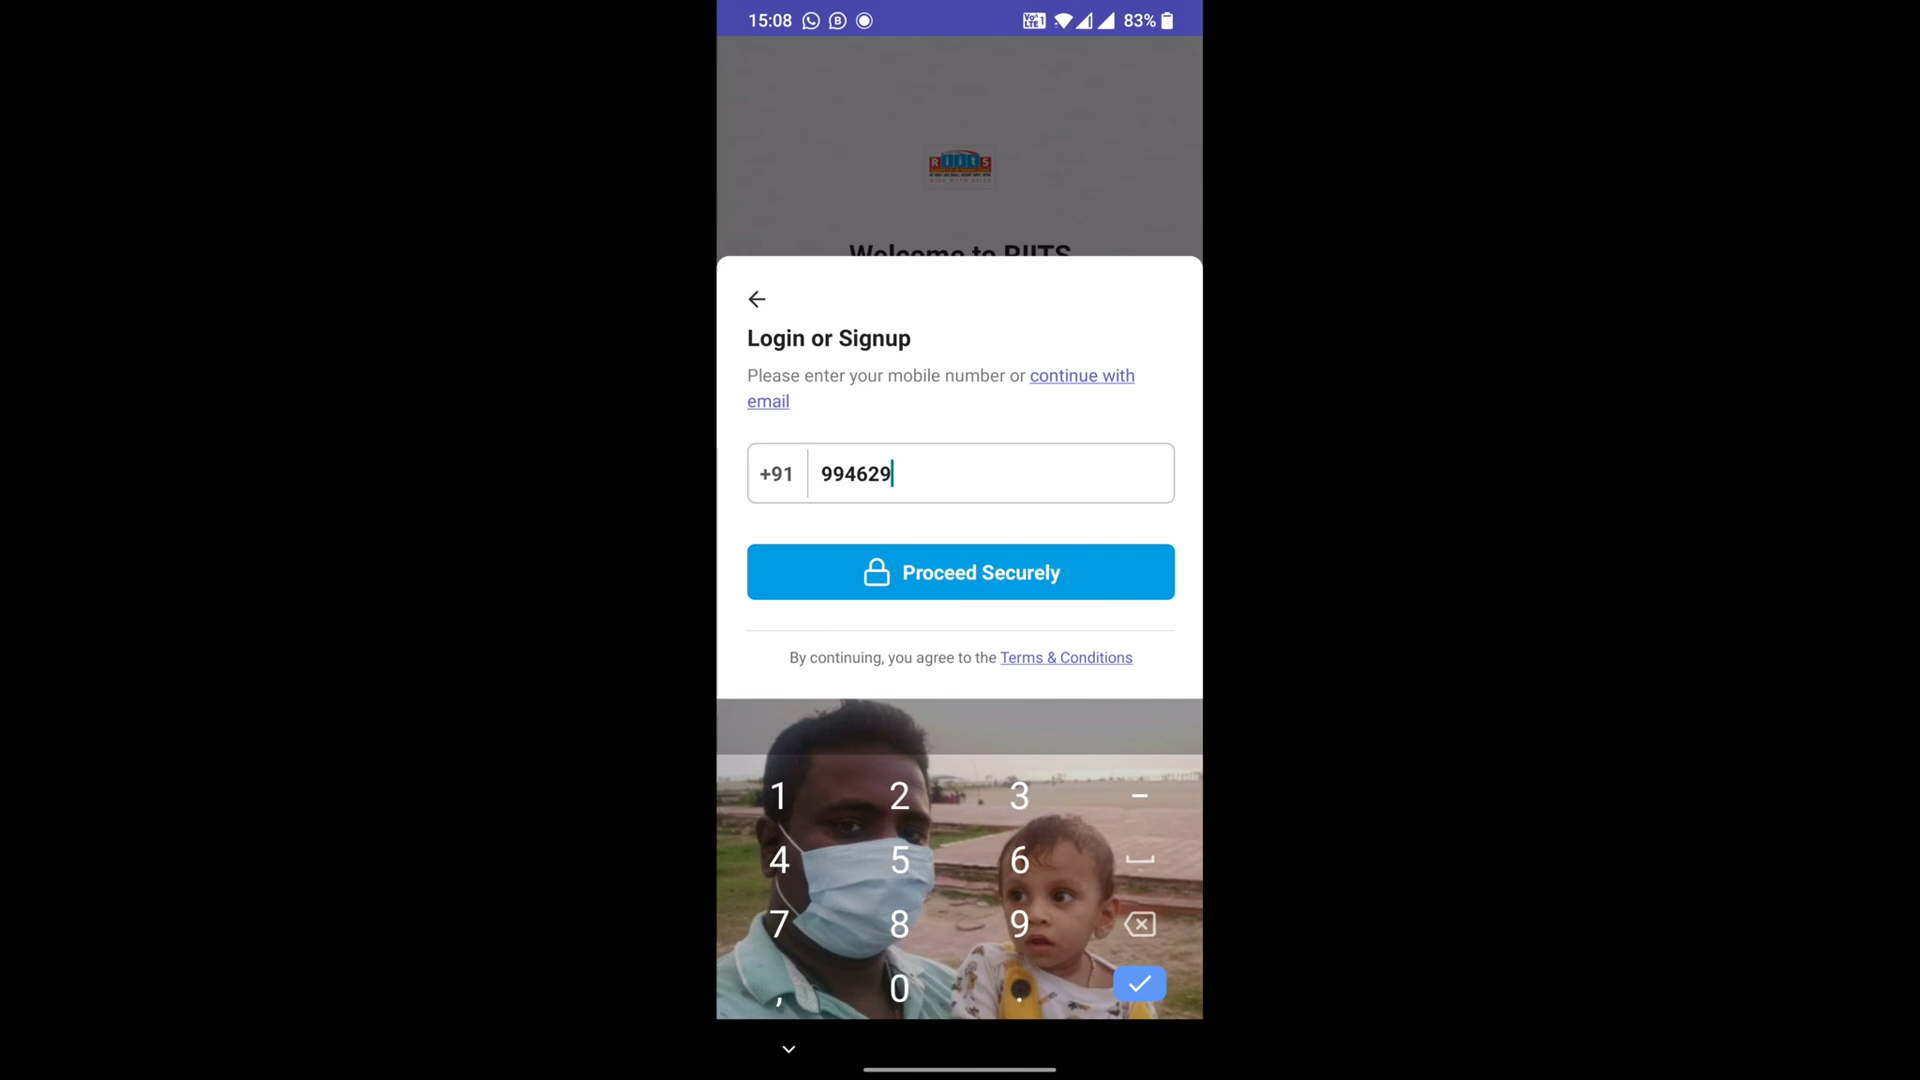 15:08
83%
RiitS
Welcome to RIITS
Login or Signup
Please enter your mobile number or continue with
email
+91 994629
Proceed Securely
By continuing, you agree to the Terms & Conditions
1 2 3 –
4 5 6
7 8 9
, 0 .